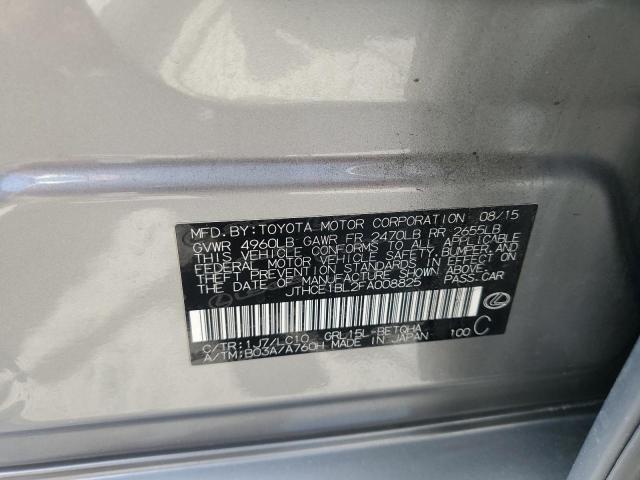 MFD. BY: TOYOTA MOTOR CORPORATION 08/15
GVWR 4960LB GAWR FR 2470LB RR 2655LB
THIS VEHICLE CONFORMS TO ALL APPLICABLE
FEDERAL MOTOR VEHICLE SAFETY, BUMPER, AND
THEFT PREVENTION STANDARDS IN EFFECT ON
THE DATE OF MANUFACTURE SHOWN ABOVE.
JTHCE1BL2FA008825 PASS.CAR
C/TR: 1J7/LC10 GRL15L-BETQHA 100 C
A/TM: B03A/A760H MADE IN JAPAN